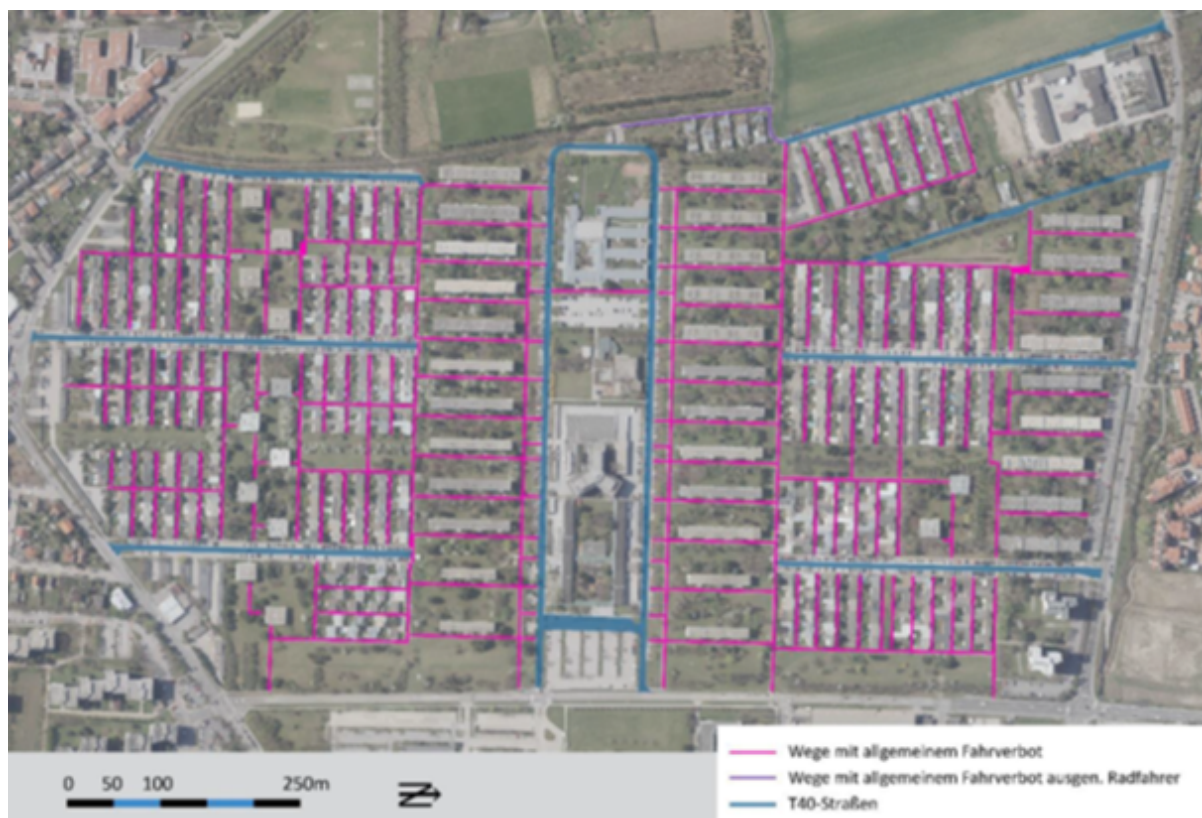 0 50 100 250m
Wege mit allgemeinem Fahrverbot
Wege mit allgemeinem Fahrverbot ausgen. Radfahrer
T40-Straßen